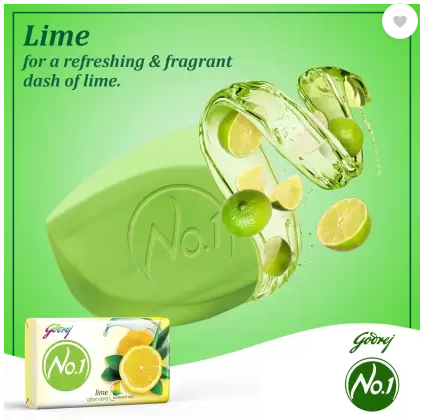 Lime
for a refreshing & fragrant
dash of lime.
No.1
Godrej
No.1
lime
Godrej
No.1